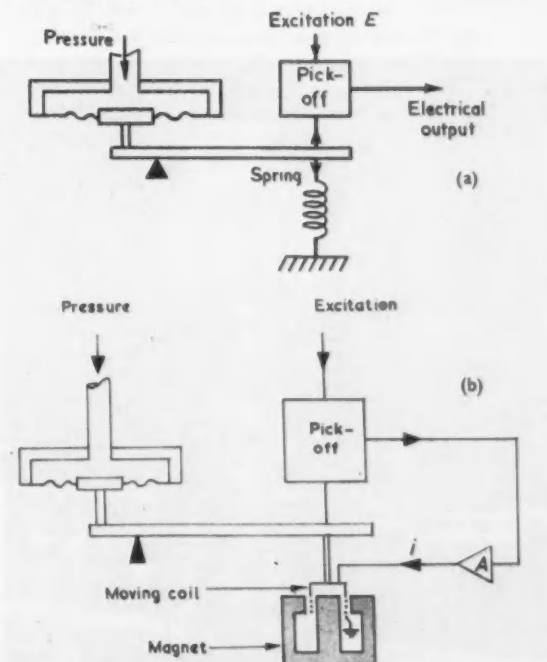 Excitation E
Pressure
Pick-
off
Electrical
output
Spring
(a)
Pressure
Excitation
(b)
Pick-
off
i
A
Moving coil
Magnet